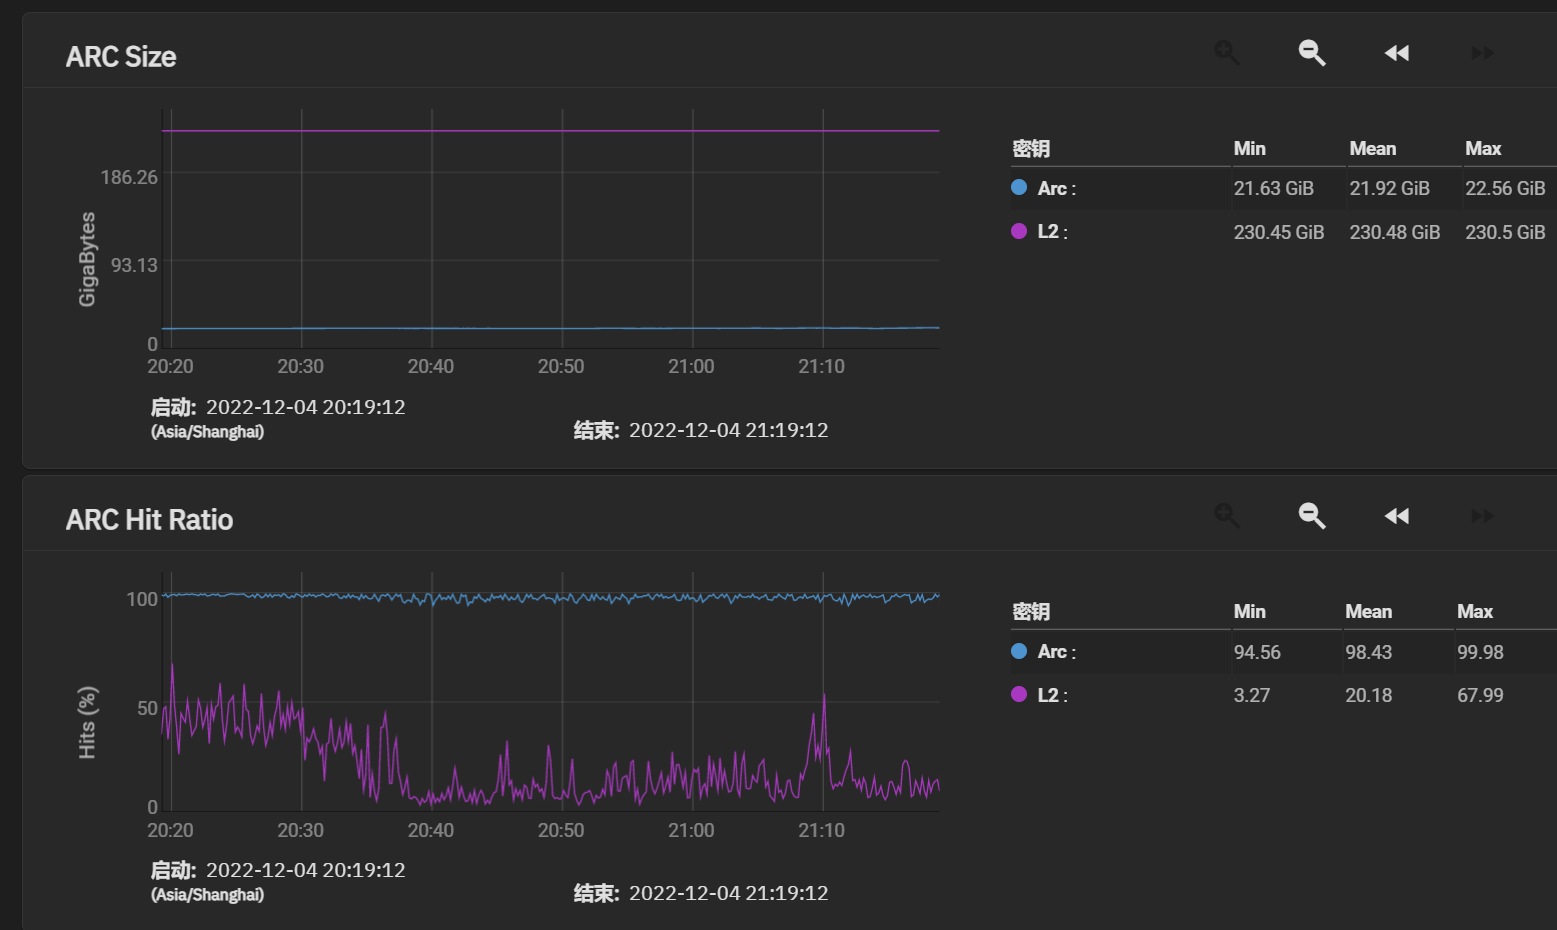 ARC Size
GigaBytes
186.26
93.13
0
20:20 20:30 20:40 20:50 21:00 21:10
启动: 2022-12-04 20:19:12
(Asia/Shanghai)
结束: 2022-12-04 21:19:12
密钥 Min Mean Max
Arc : 21.63 GiB 21.92 GiB 22.56 GiB
L2 : 230.45 GiB 230.48 GiB 230.5 GiB
ARC Hit Ratio
Hits (%)
100
50
0
20:20 20:30 20:40 20:50 21:00 21:10
启动: 2022-12-04 20:19:12
(Asia/Shanghai)
结束: 2022-12-04 21:19:12
密钥 Min Mean Max
Arc : 94.56 98.43 99.98
L2 : 3.27 20.18 67.99